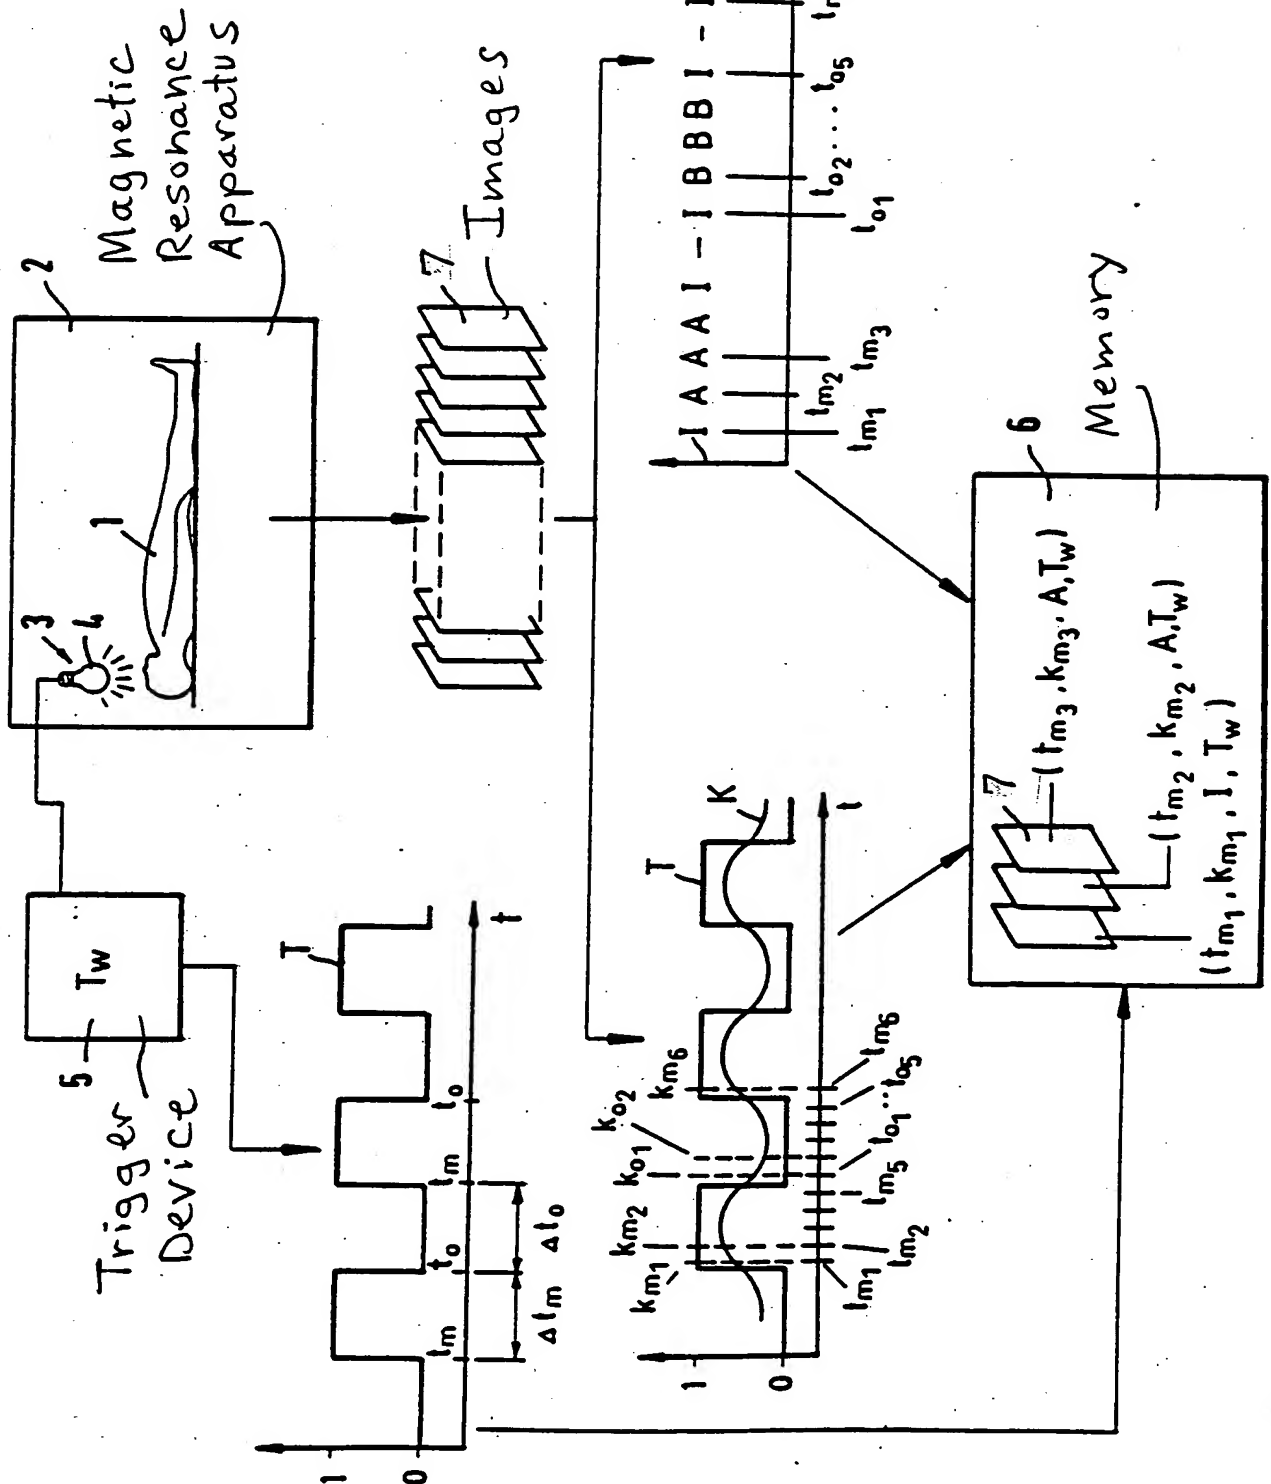 Magnetic
Resonance
Apparatus
2
3
4
1
Tw
5
Trigger
Device
7
Images
1
0
T
t
tm
to
tm
to
Δtm
Δto
1
0
T
K
t
km1
km2
ko1
ko2
km6
tm1
tm2
tm5
to1...to5
tm6
I A A A I – I B B B I – I
tm1
tm2
tm3
to1
to2....to5
7
(tm3, km3, A, Tw)
(tm2, km2, A, Tw)
(tm1, km1, I, Tw)
6
Memory